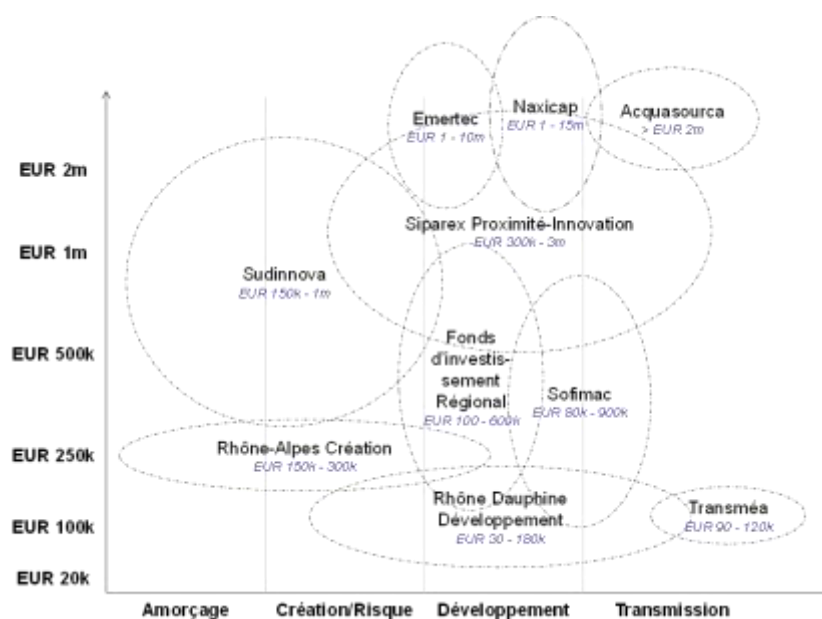 Emertec
EUR 1 - 10m
Naxicap
EUR 1 - 15m
Acquasourca
> EUR 2m
EUR 2m
Siparex Proximité-Innovation
EUR 300k - 3m
EUR 1m
Sudinnova
EUR 150k - 1m
EUR 500k
Fonds
d'investis-
sement
Régional
EUR 100 - 600k
Sofimac
EUR 80k - 900k
EUR 250k
Rhône-Alpes Création
EUR 150k - 300k
EUR 100k
Rhône Dauphine
Développement
EUR 30 - 180k
Transméa
EUR 90 - 120k
EUR 20k
Amorçage
Création/Risque
Développement
Transmission